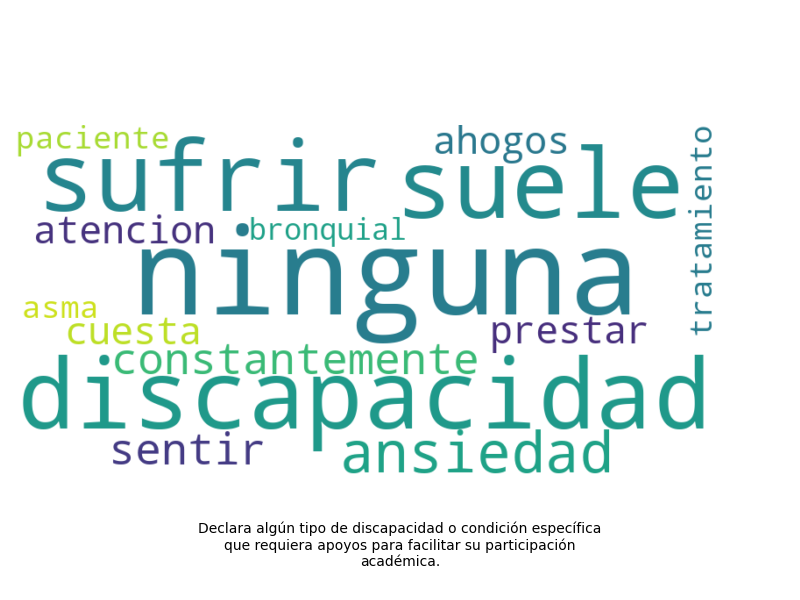 paciente
ahogos
sufrir
suele
tratamiento
atencion
bronquial
ninguna
asma
cuesta
prestar
constantemente
discapacidad
sentir
ansiedad
Declara algún tipo de discapacidad o condición específica
que requiera apoyos para facilitar su participación
académica.